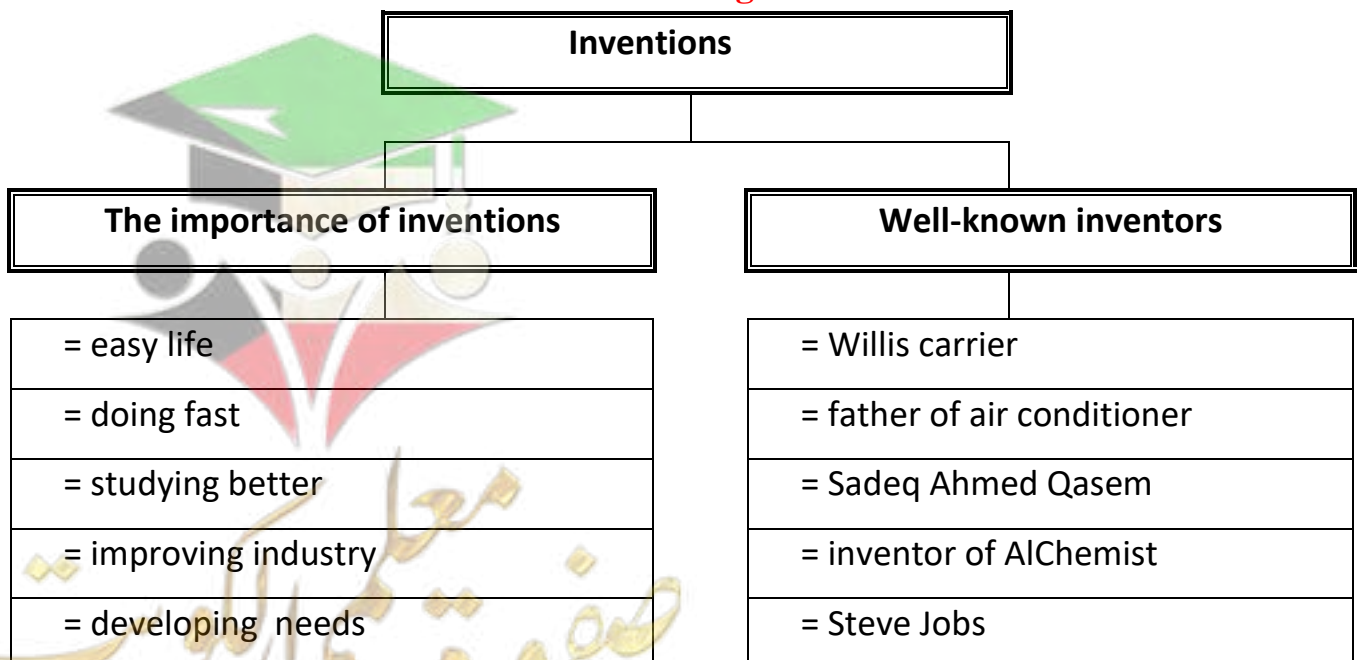 Inventions
The importance of inventions
Well-known inventors
= easy life
= doing fast
= studying better
= improving industry
= developing needs
= Willis carrier
= father of air conditioner
= Sadeq Ahmed Qasem
= inventor of AlChemist
= Steve Jobs